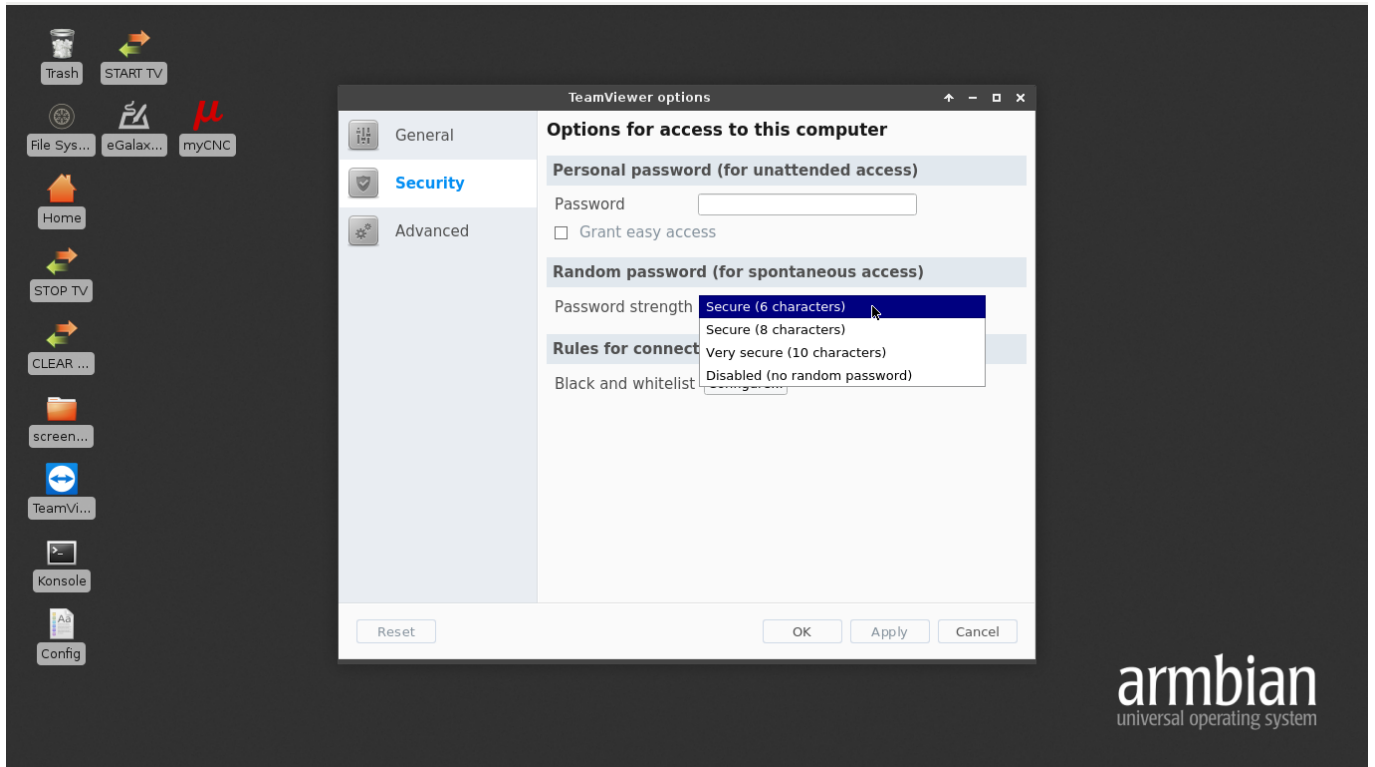 Trash
START TV
File Sys...
eGalax...
myCNC
Home
STOP TV
CLEAR ...
screen...
TeamVi...
Konsole
Config
TeamViewer options
General
Security
Advanced
Options for access to this computer
Personal password (for unattended access)
Password
Grant easy access
Random password (for spontaneous access)
Password strength
Secure (6 characters)
Secure (8 characters)
Very secure (10 characters)
Disabled (no random password)
Rules for connect
Black and whitelist
Reset
OK
Apply
Cancel
armbian
universal operating system